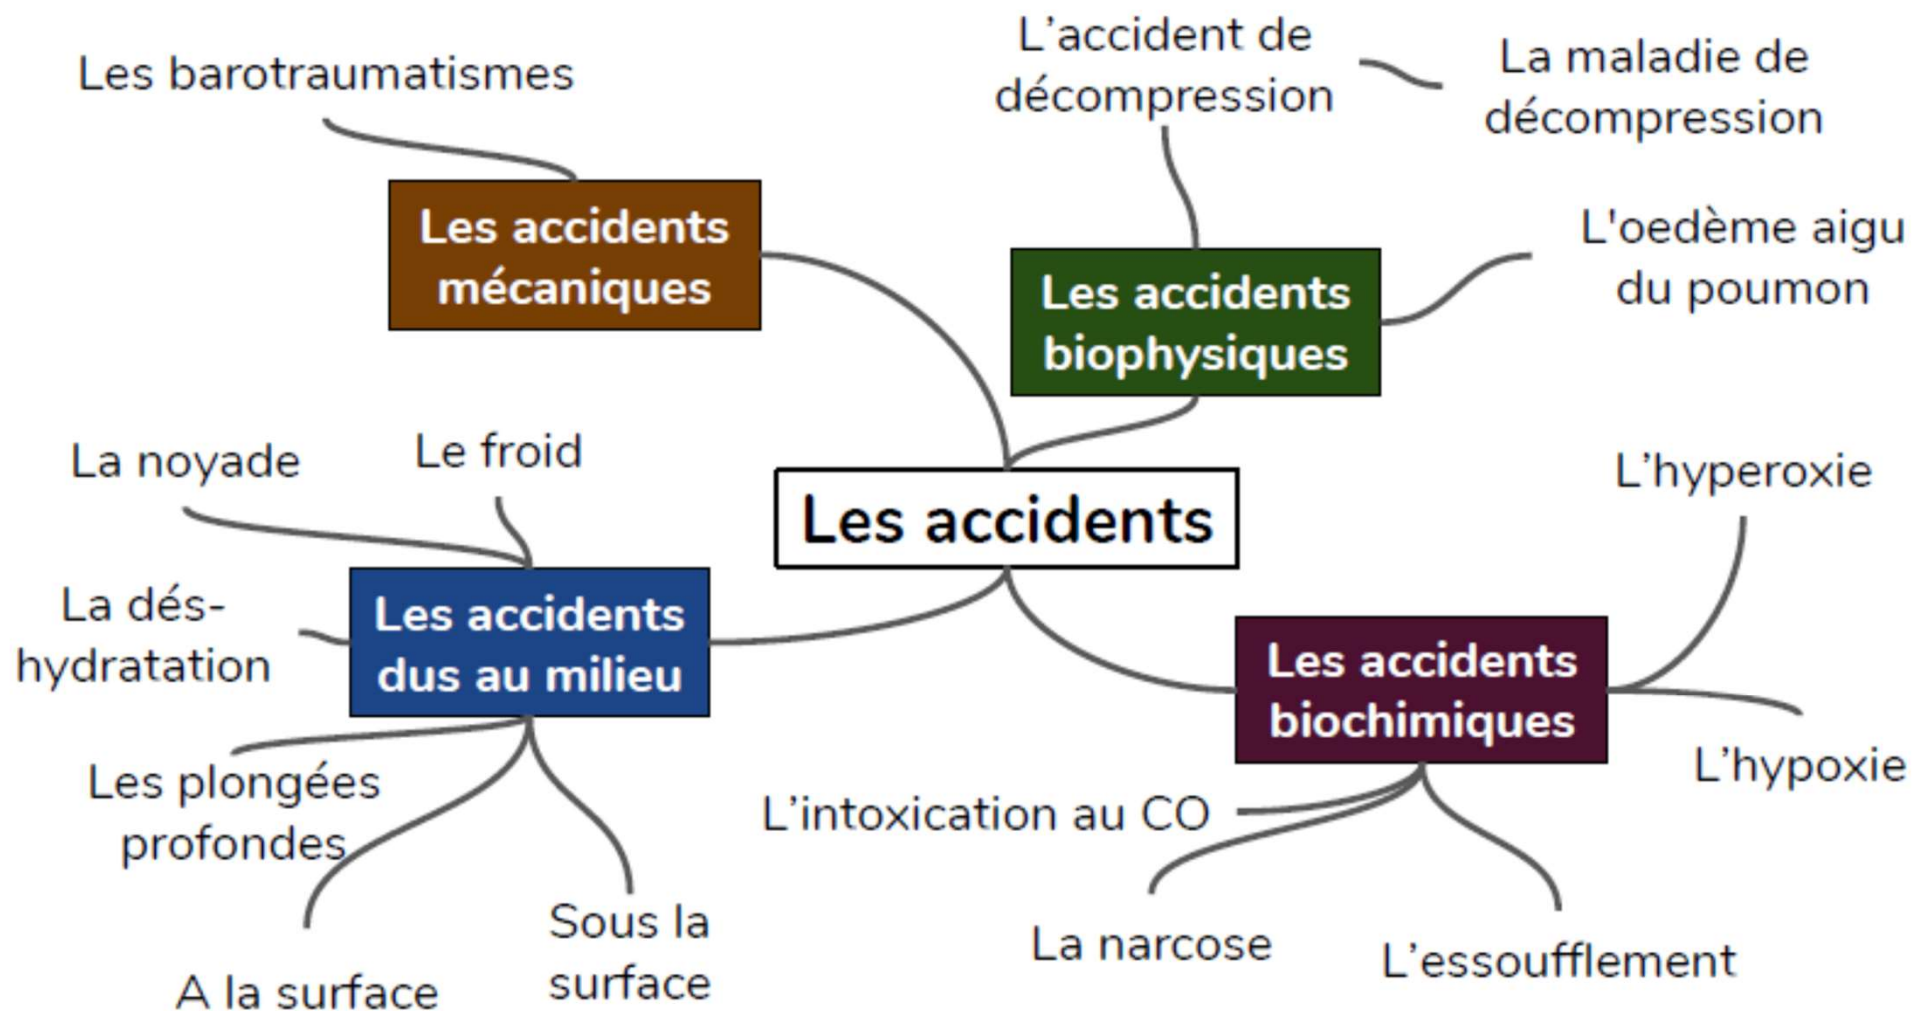 Les barotraumatismes
L’accident de
décompression
La maladie de
décompression
Les accidents
mécaniques
Les accidents
biophysiques
L'oedème aigu
du poumon
La noyade
Le froid
Les accidents
L’hyperoxie
La dés-
hydratation
Les accidents
dus au milieu
Les accidents
biochimiques
Les plongées
profondes
L’intoxication au CO
L’hypoxie
A la surface
Sous la
surface
La narcose
L’essoufflement